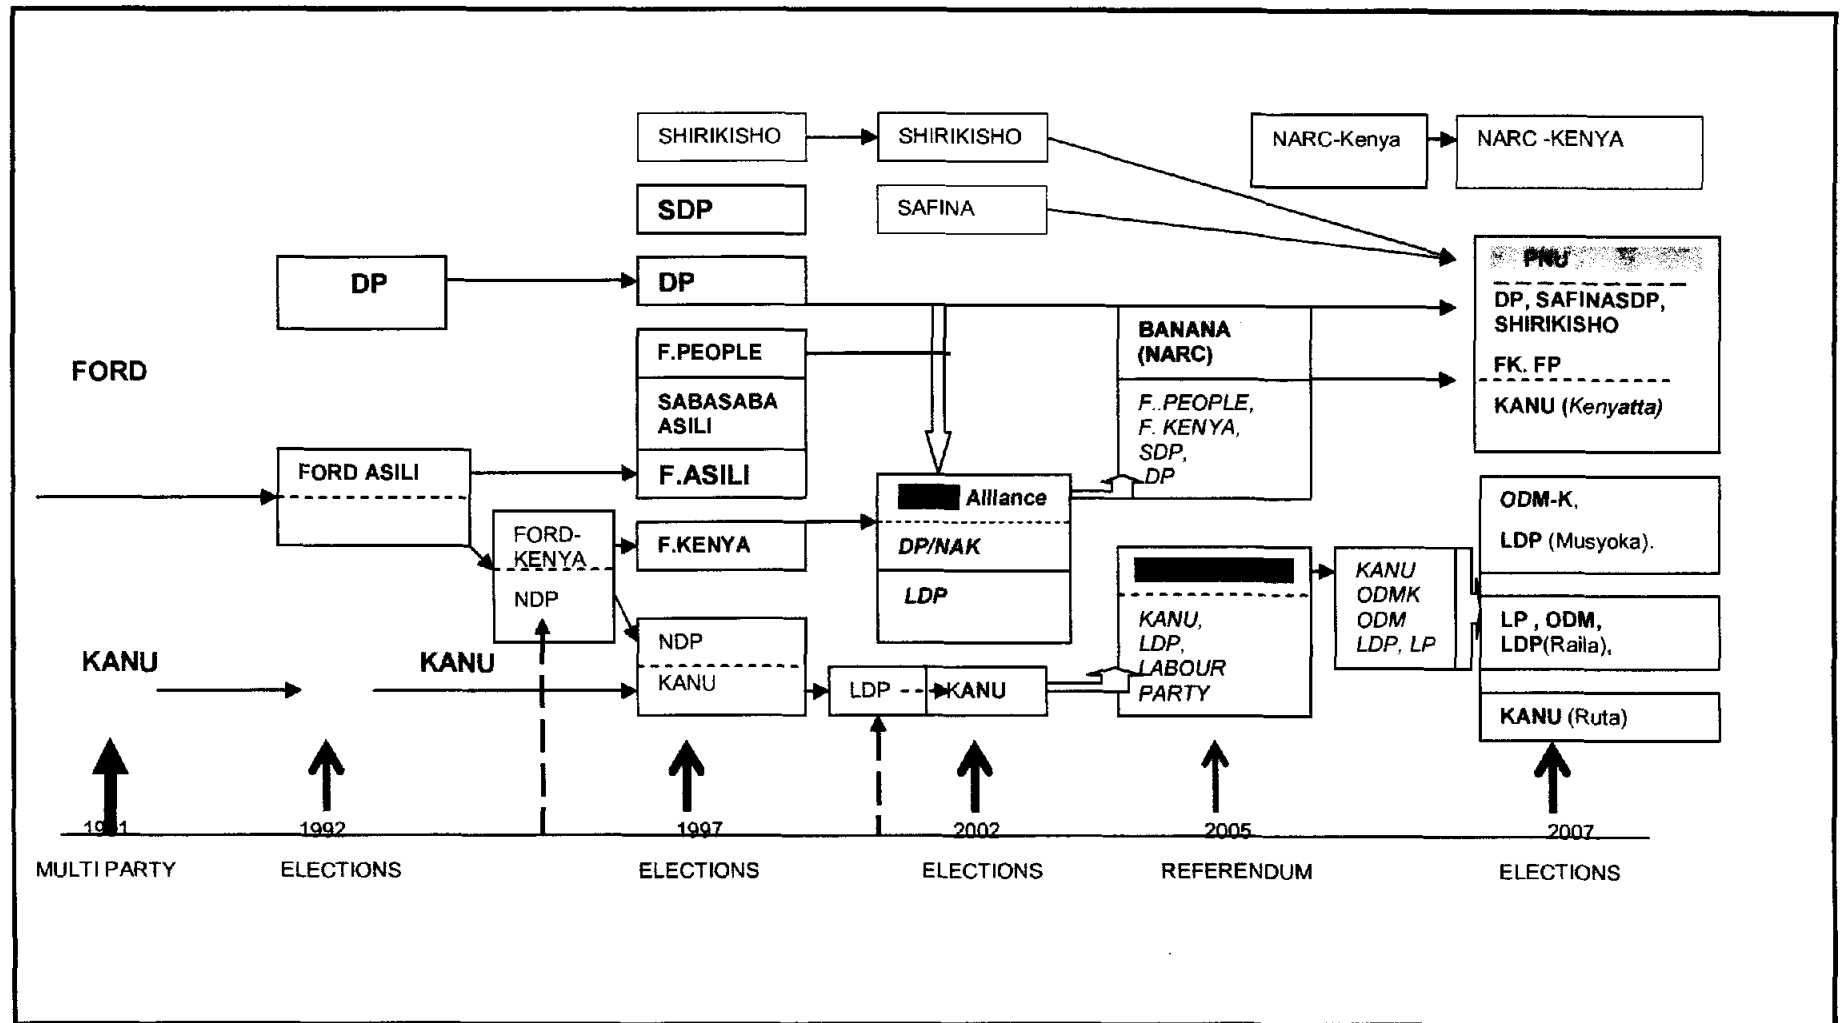 SHIRIKISHO
SHIRIKISHO
NARC-Kenya
NARC -KENYA
SDP
SAFINA
DP
DP
PNU
DP, SAFINASDP,
SHIRIKISHO
FK. FP
KANU (Kenyatta)
BANANA
(NARC)
F..PEOPLE,
F. KENYA,
SDP,
DP
FORD
F.PEOPLE
SABASABA
ASILI
F.ASILI
FORD ASILI
Alliance
DP/NAK
LDP
ODM-K,
LDP (Musyoka).
FORD-
KENYA
NDP
F.KENYA
KANU
ODMK
ODM
LDP, LP
KANU,
LDP,
LABOUR
PARTY
LP , ODM,
LDP(Raila),
KANU
KANU
NDP
KANU
LDP
KANU
KANU (Ruta)
1992
1997
2002
2005
2007
MULTI PARTY
ELECTIONS
ELECTIONS
ELECTIONS
REFERENDUM
ELECTIONS